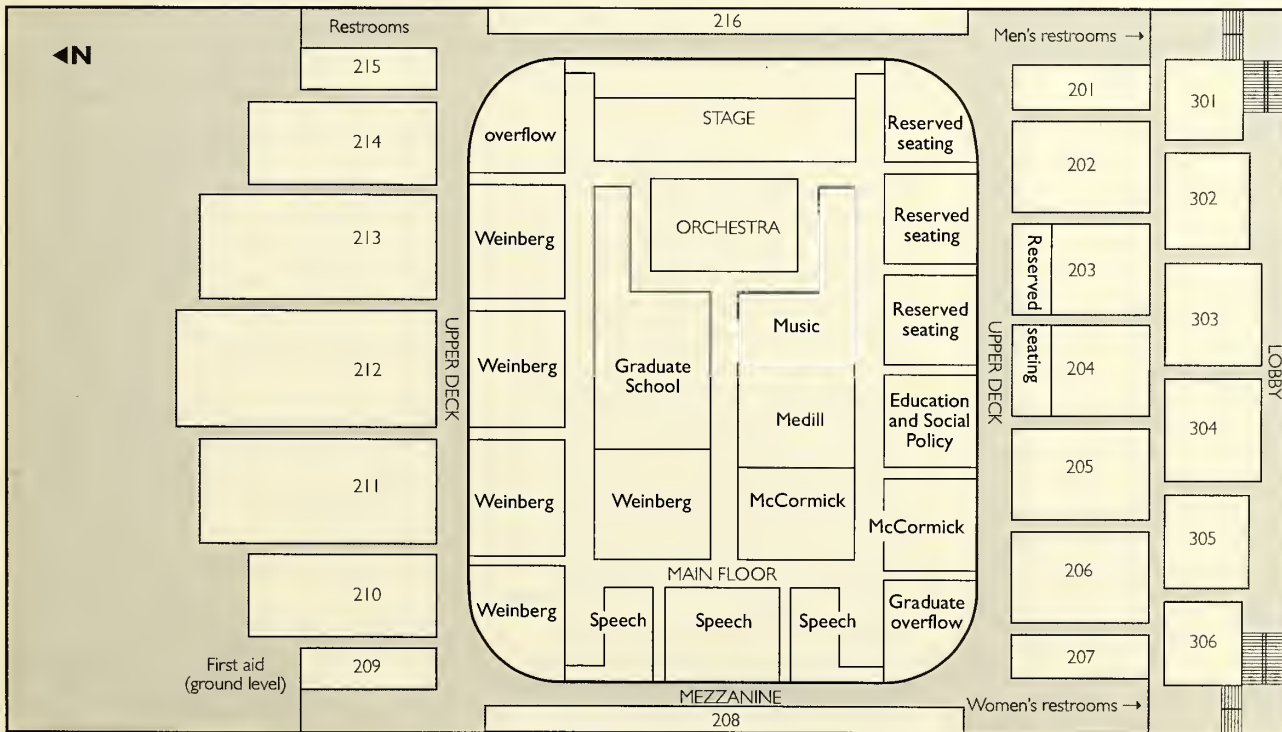 216
Restrooms
Men's restrooms →
◄N
215
201
301
STAGE
214
overflow
Reserved
seating
202
302
213
Weinberg
ORCHESTRA
Reserved
seating
Reserved
seating
203
303
Music
Reserved
seating
212
UPPER DECK
Weinberg
Graduate
School
UPPER DECK
204
LOBBY
Medill
Education
and Social
Policy
304
211
Weinberg
Weinberg
McCormick
McCormick
205
305
MAIN FLOOR
210
Weinberg
Speech
Speech
Speech
Graduate
overflow
206
306
First aid
(ground level)
209
207
MEZZANINE
208
Women's restrooms →